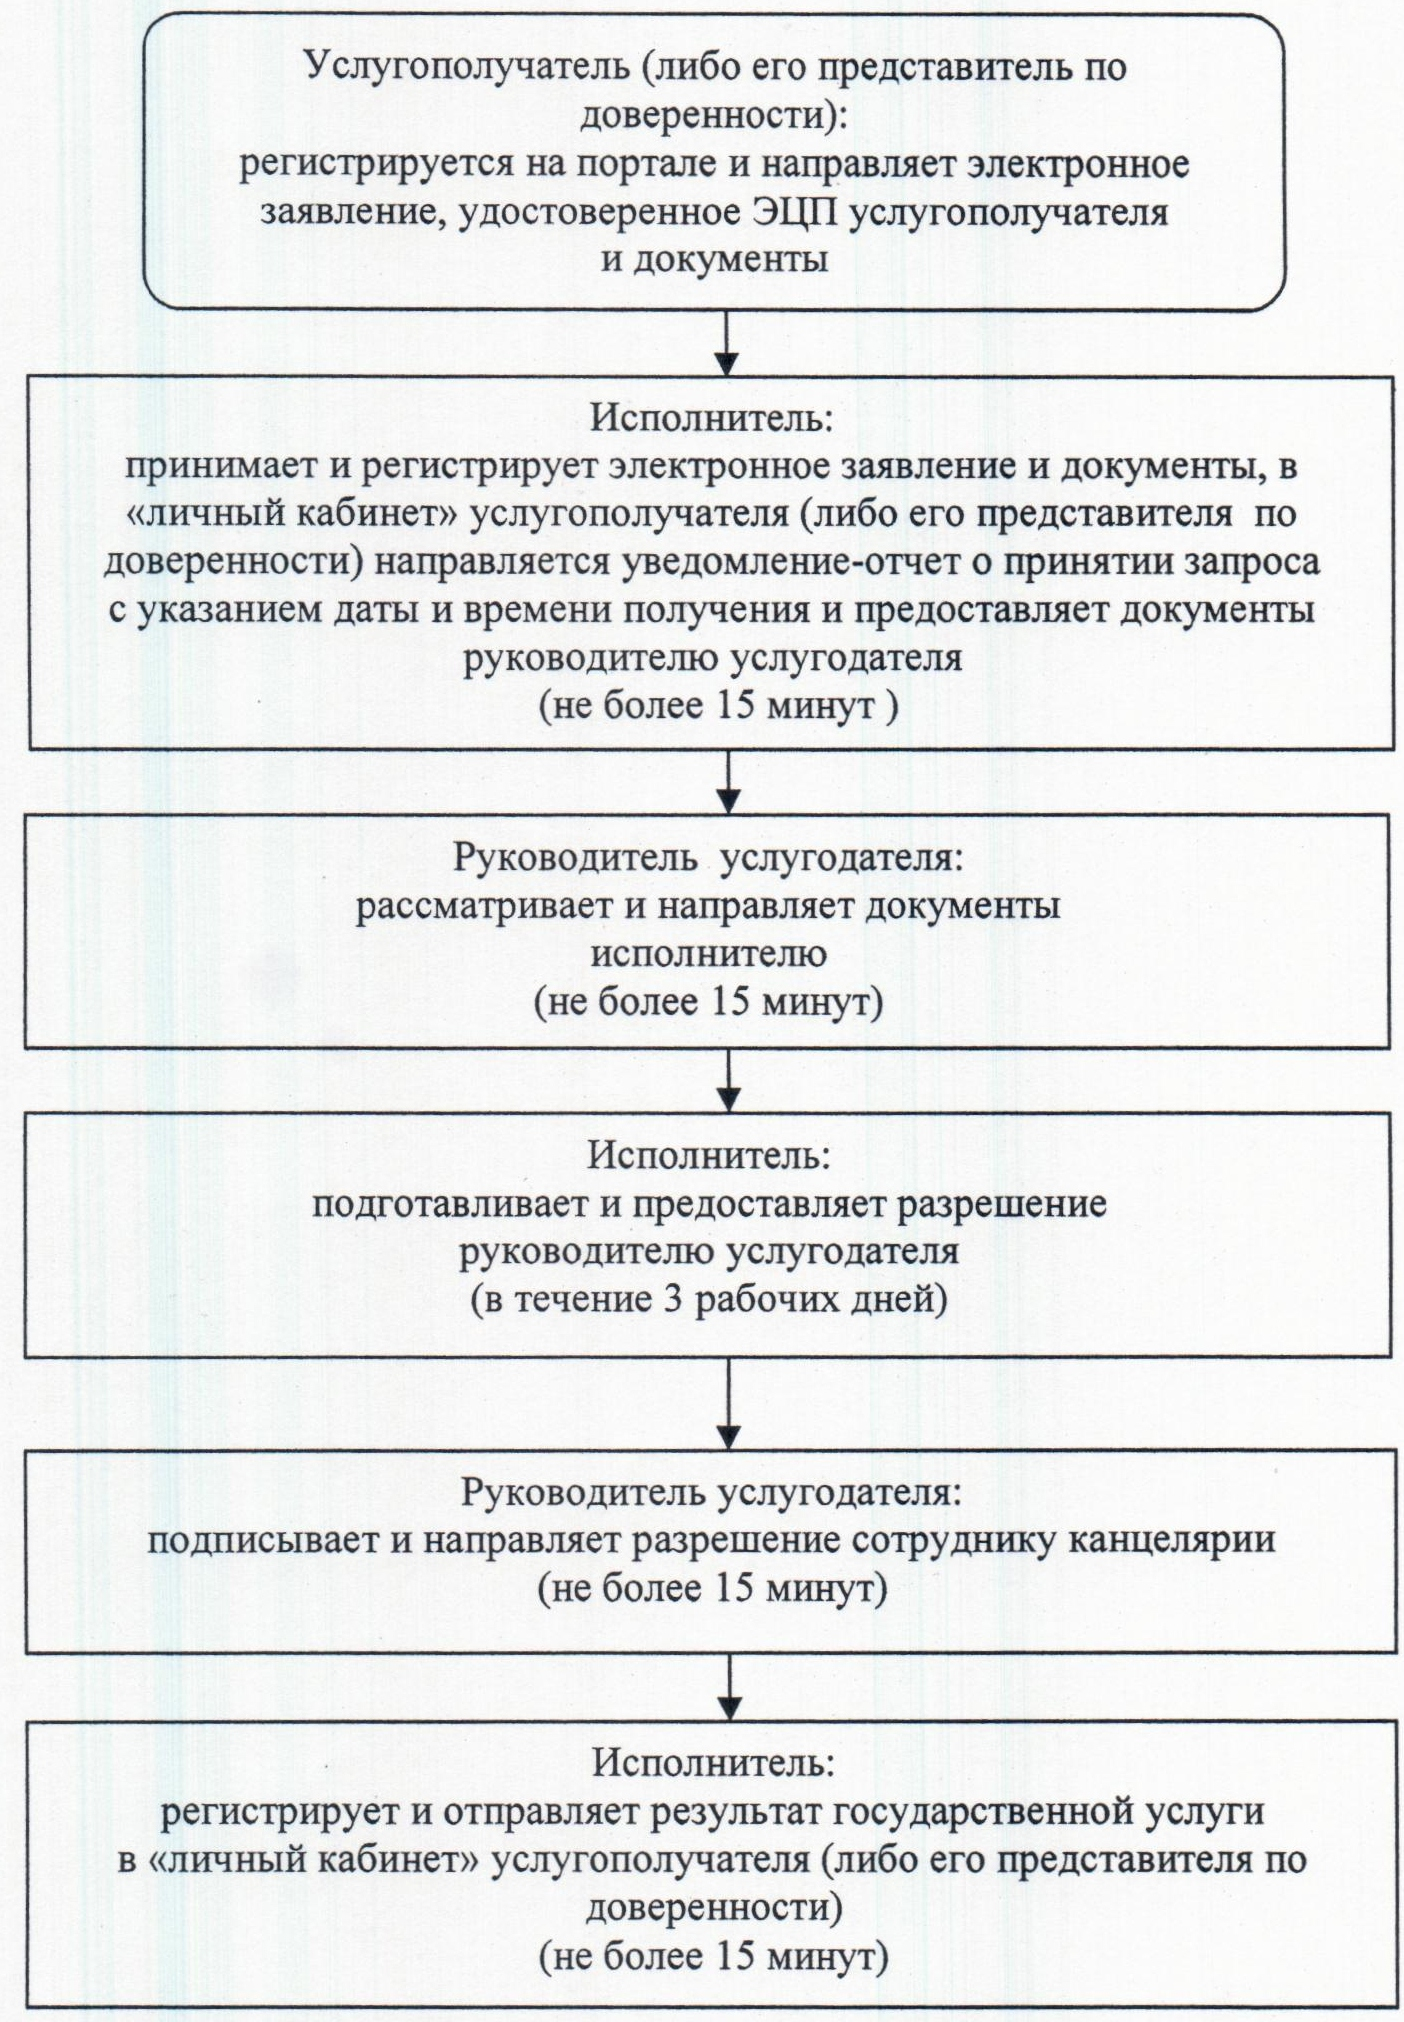 Услугополучатель (либо его представитель по
доверенности):
регистрируется на портале и направляет электронное
заявление, удостоверенное ЭЦП услугополучателя
и документы
Исполнитель:
принимает и регистрирует электронное заявление и документы, в
«личный кабинет» услугополучателя (либо его представителя по
доверенности) направляется уведомление-отчет о принятии запроса
с указанием даты и времени получения и предоставляет документы
руководителю услугодателя
(не более 15 минут )
Руководитель услугодателя:
рассматривает и направляет документы
исполнителю
(не более 15 минут)
Исполнитель:
подготавливает и предоставляет разрешение
руководителю услугодателя
(в течение 3 рабочих дней)
Руководитель услугодателя:
подписывает и направляет разрешение сотруднику канцелярии
(не более 15 минут)
Исполнитель:
регистрирует и отправляет результат государственной услуги
в «личный кабинет» услугополучателя (либо его представителя по
доверенности)
(не более 15 минут)